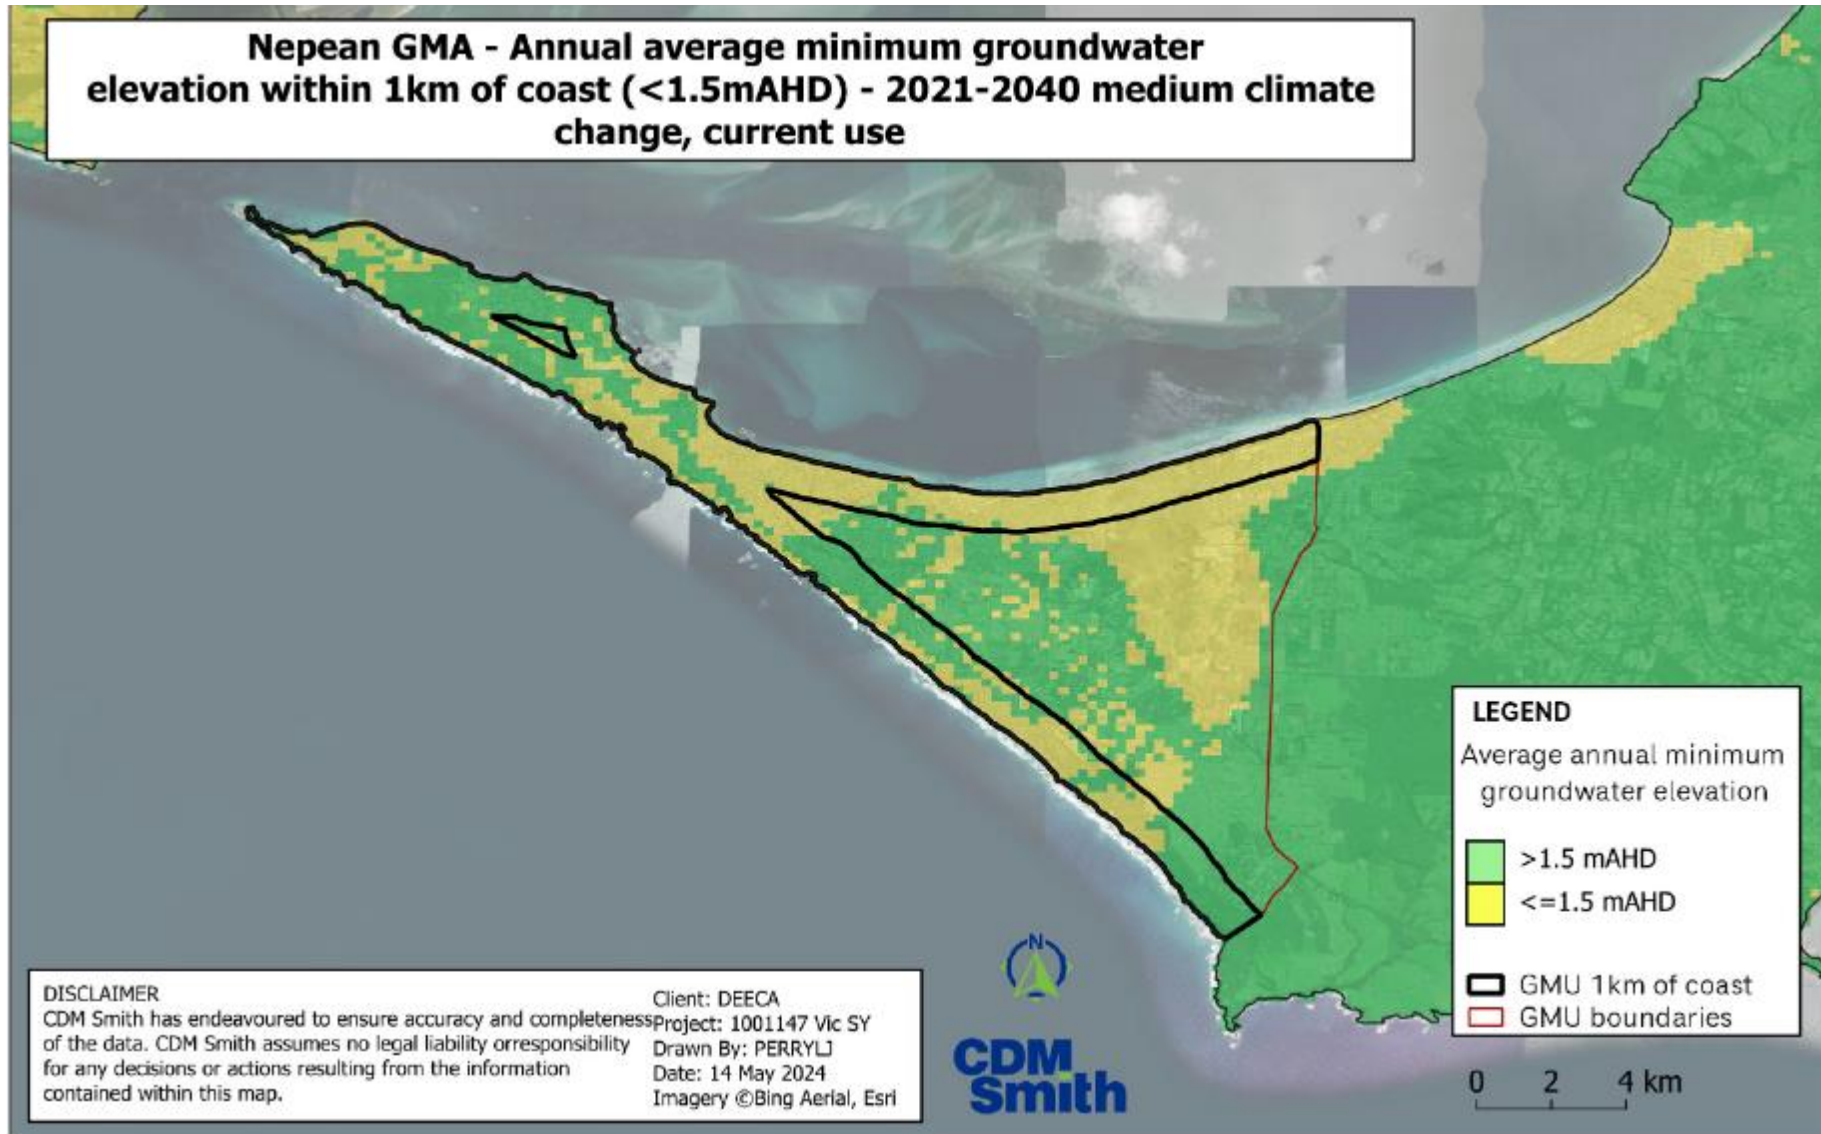 Nepean GMA - Annual average minimum groundwater
elevation within 1km of coast (<1.5mAHD) - 2021-2040 medium climate
change, current use
LEGEND
Average annual minimum
groundwater elevation
>1.5 mAHD
<=1.5 mAHD
GMU 1km of coast
GMU boundaries
0 2 4 km
DISCLAIMER
CDM Smith has endeavoured to ensure accuracy and completeness
of the data. CDM Smith assumes no legal liability orresponsibility
for any decisions or actions resulting from the information
contained within this map.
Client: DEECA
Project: 1001147 Vic SY
Drawn By: PERRYLJ
Date: 14 May 2024
Imagery ©Bing Aerial, Esri
N
CDM
Smith